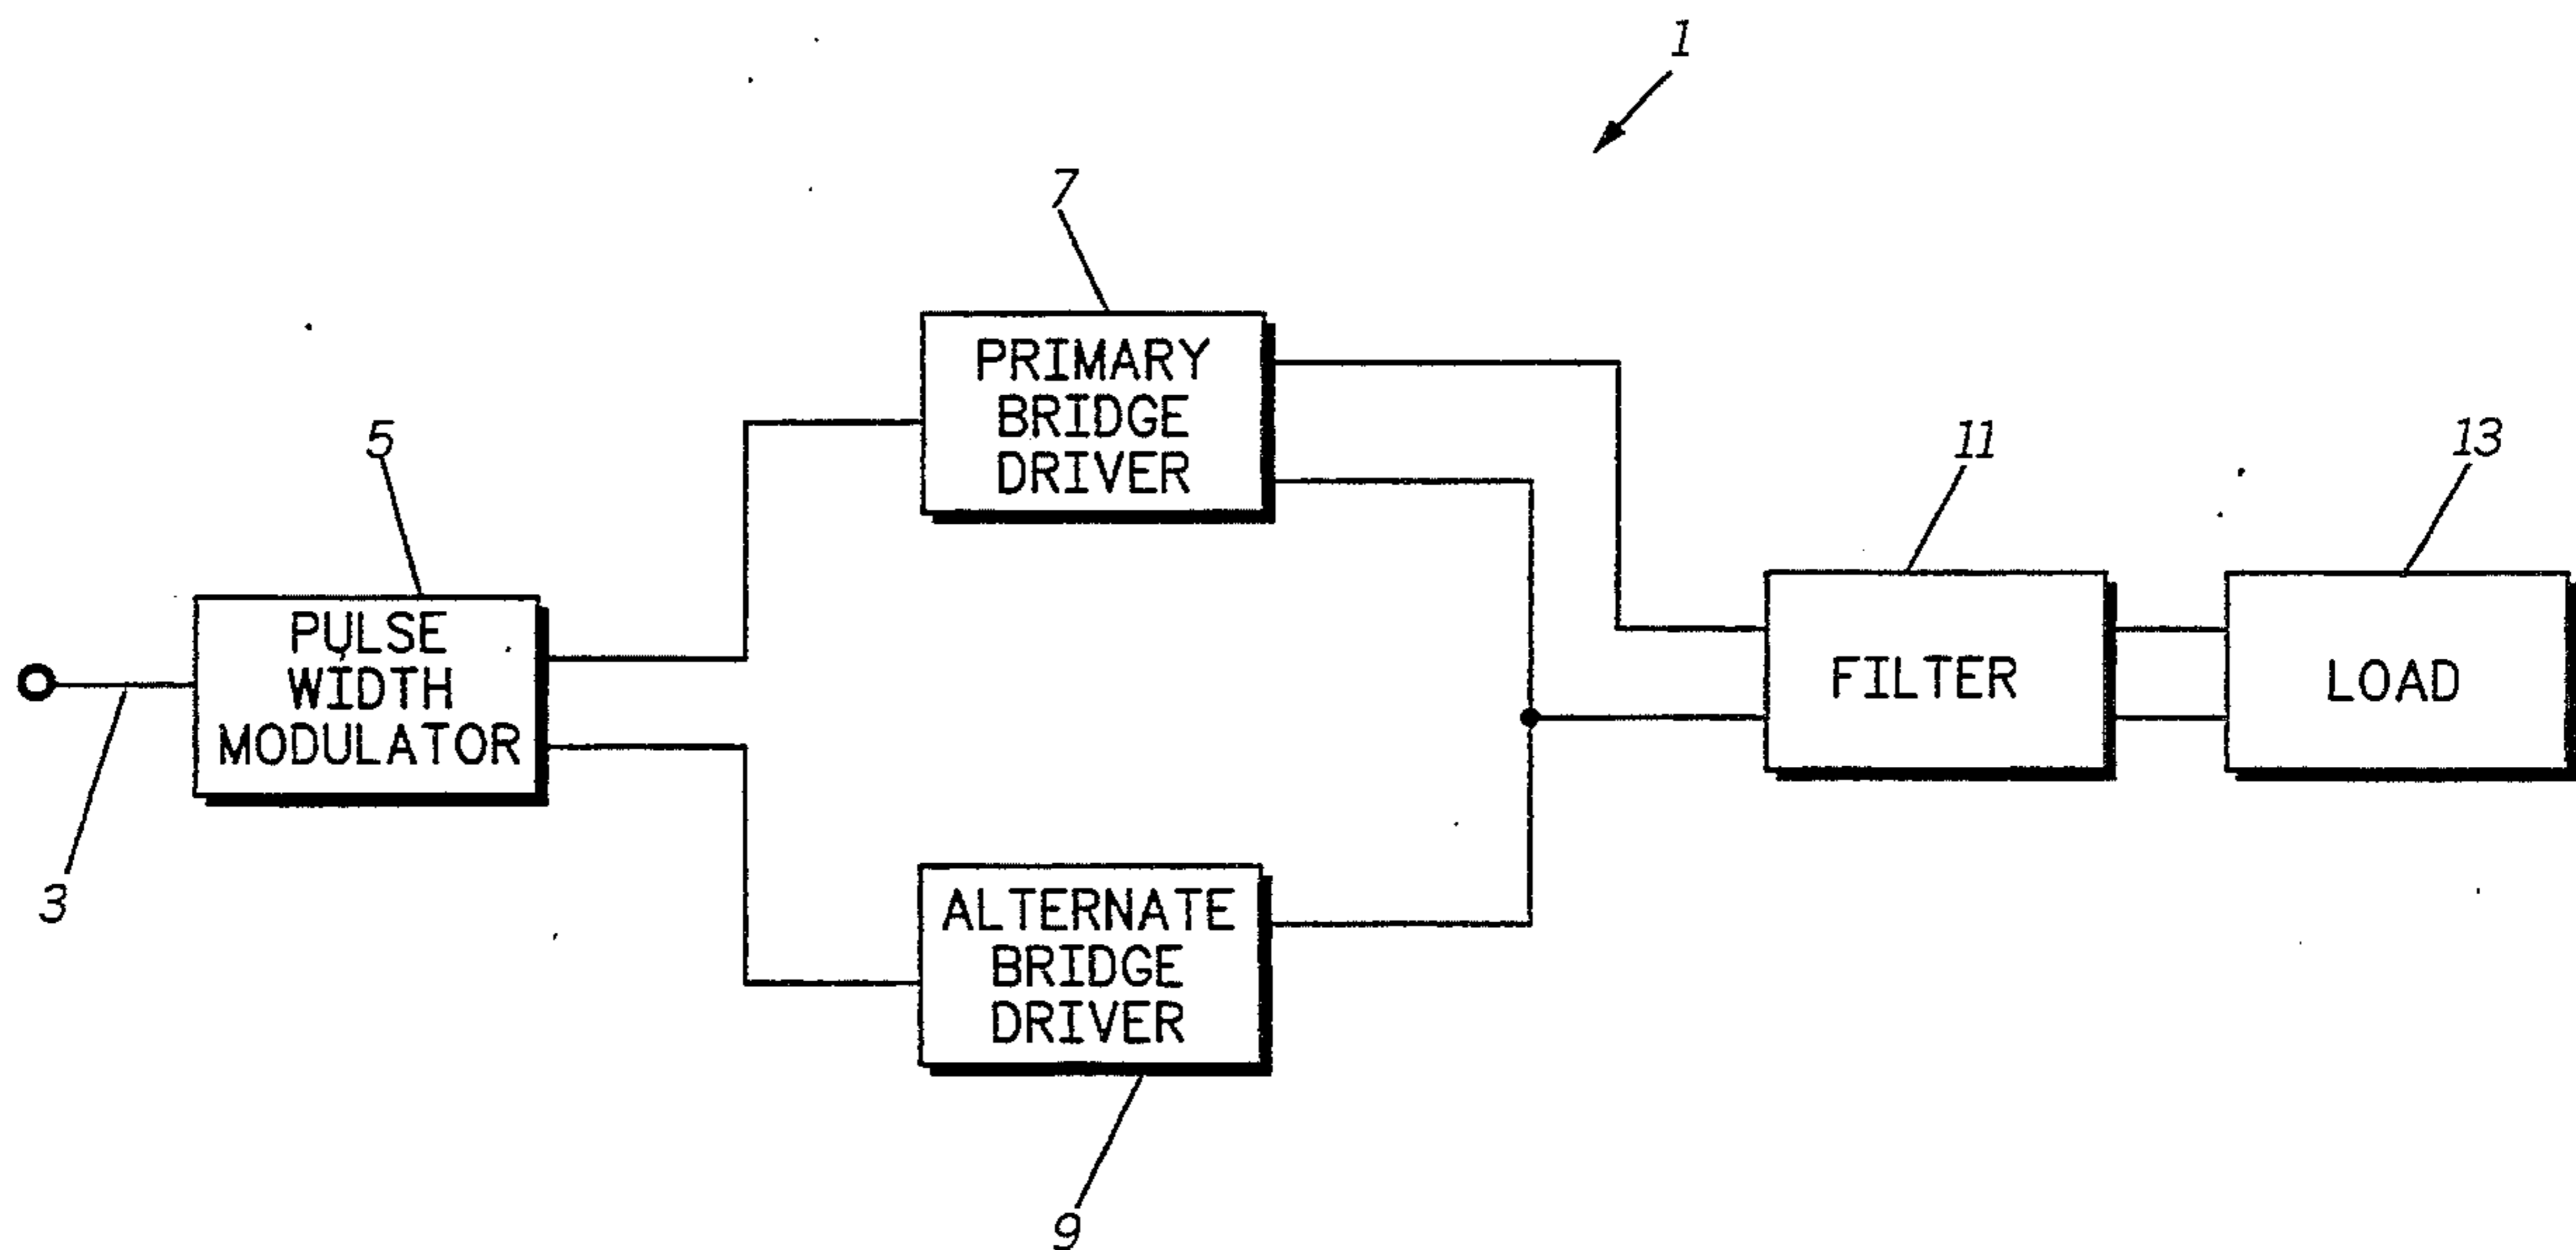 1
7
PRIMARY
BRIDGE
DRIVER
5
11
13
PULSE
WIDTH
MODULATOR
FILTER
LOAD
3
ALTERNATE
BRIDGE
DRIVER
9